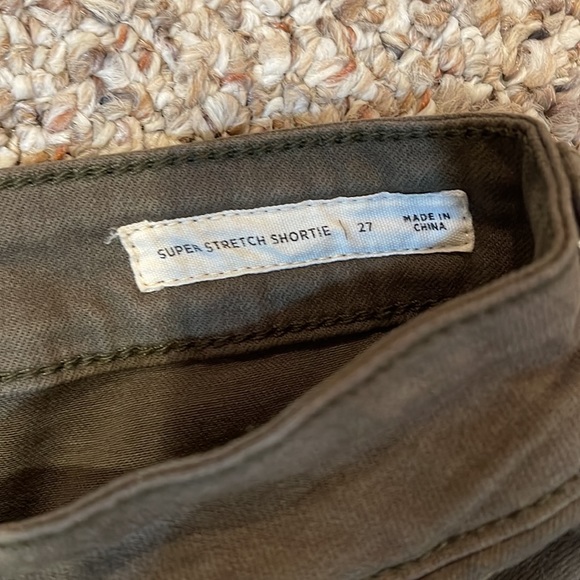 SUPER STRETCH SHORTIE | 27 MADE IN
CHINA